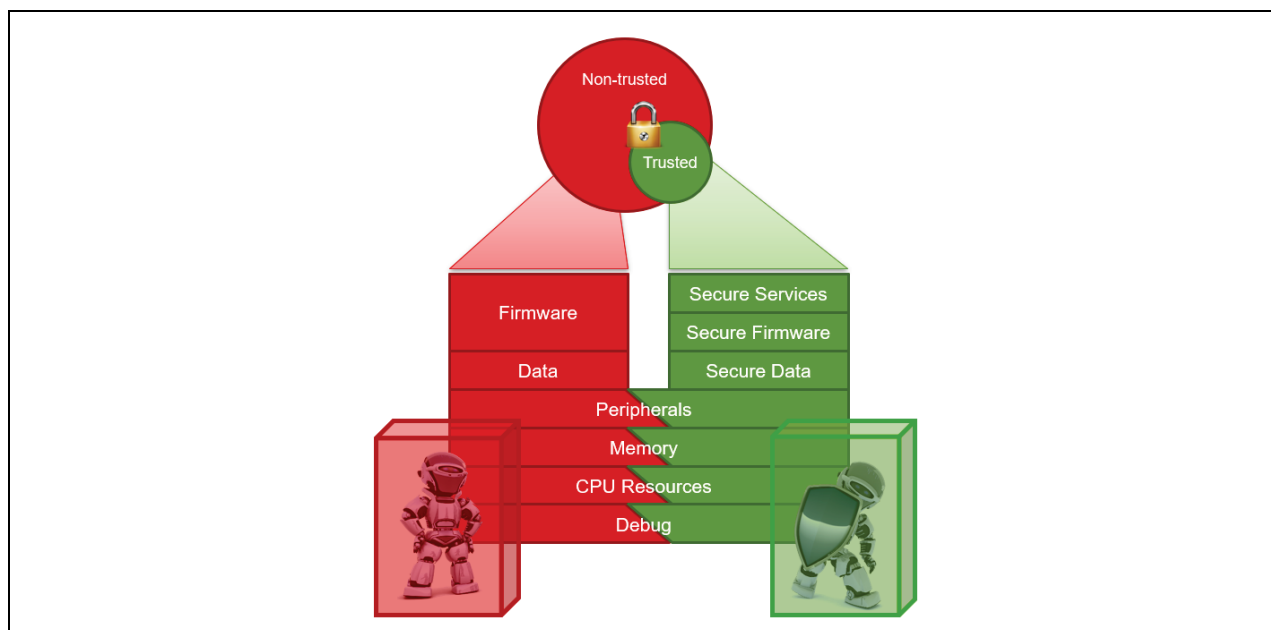 Non-trusted
Trusted
Firmware
Secure Services
Secure Firmware
Data
Secure Data
Peripherals
Memory
CPU Resources
Debug